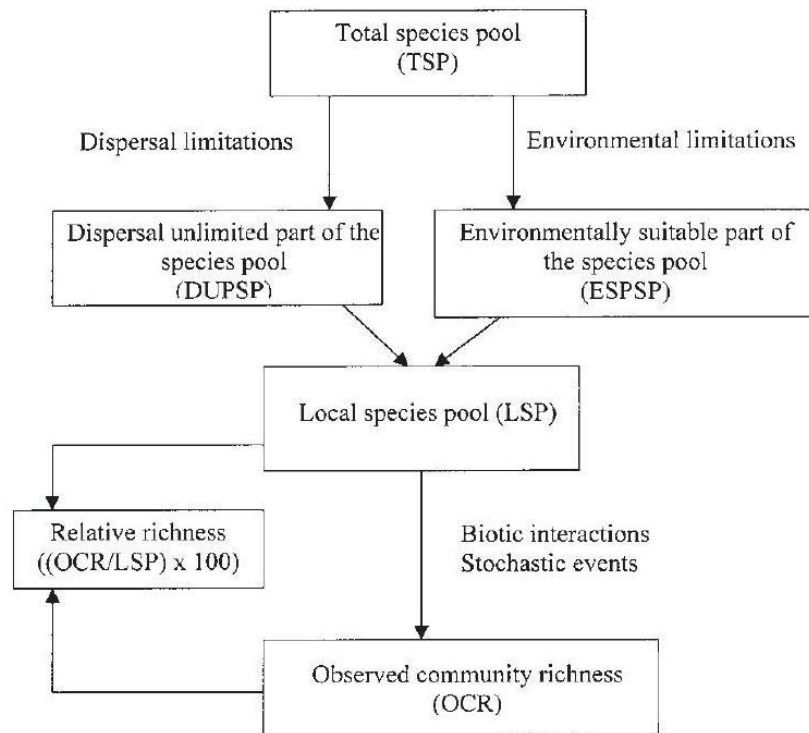 Total species pool
(TSP)
Dispersal limitations
Environmental limitations
Dispersal unlimited part of the
species pool
(DUPSP)
Environmentally suitable part of
the species pool
(ESPSP)
Local species pool (LSP)
Relative richness
((OCR/LSP) x 100)
Biotic interactions
Stochastic events
Observed community richness
(OCR)